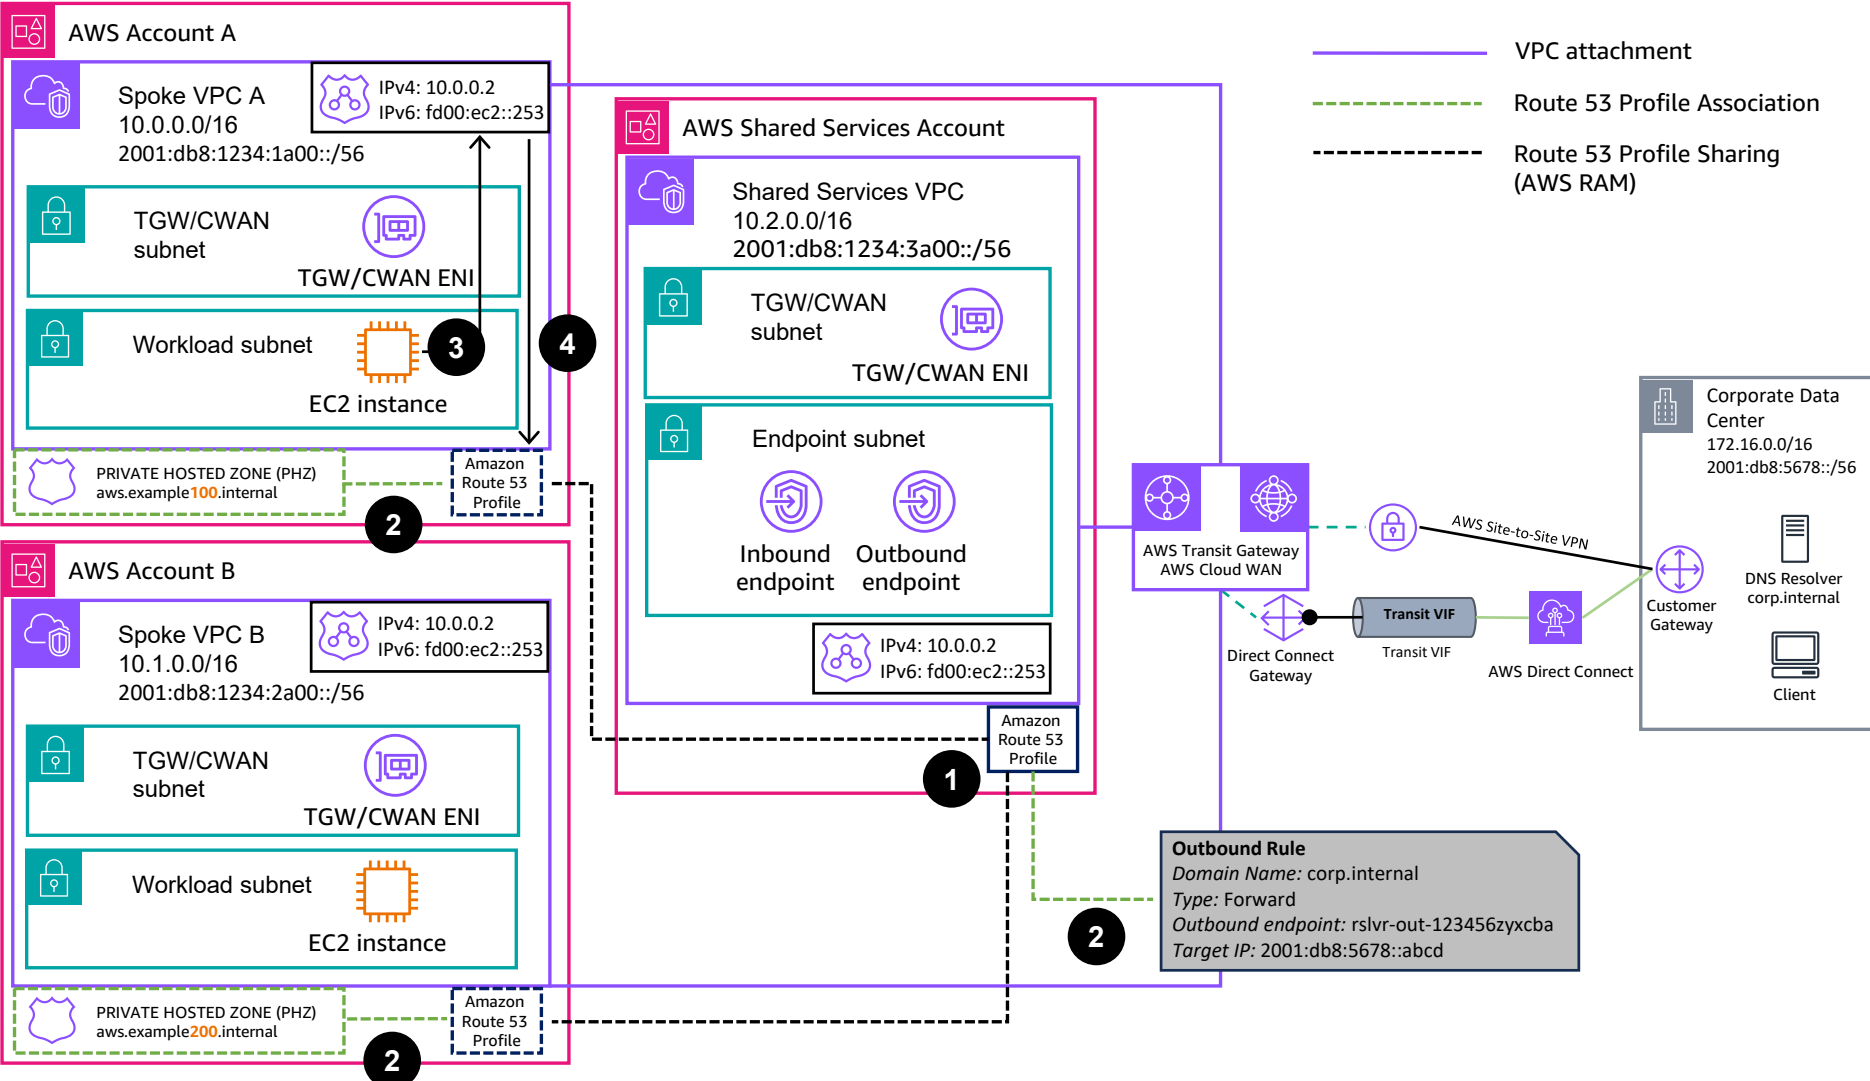 AWS Account A
Spoke VPC A
10.0.0.0/16
2001:db8:1234:1a00::/56
IPv4: 10.0.0.2
IPv6: fd00:ec2::253
TGW/CWAN
subnet
TGW/CWAN ENI
Workload subnet
EC2 instance
3
4
PRIVATE HOSTED ZONE (PHZ)
aws.example100.internal
2
Amazon
Route 53
Profile
AWS Account B
Spoke VPC B
10.1.0.0/16
2001:db8:1234:2a00::/56
IPv4: 10.0.0.2
IPv6: fd00:ec2::253
TGW/CWAN
subnet
TGW/CWAN ENI
Workload subnet
EC2 instance
PRIVATE HOSTED ZONE (PHZ)
aws.example200.internal
2
Amazon
Route 53
Profile
AWS Shared Services Account
Shared Services VPC
10.2.0.0/16
2001:db8:1234:3a00::/56
TGW/CWAN
subnet
TGW/CWAN ENI
Endpoint subnet
Inbound
endpoint
Outbound
endpoint
IPv4: 10.0.0.2
IPv6: fd00:ec2::253
Amazon
Route 53
Profile
1
2
Outbound Rule
Domain Name: corp.internal
Type: Forward
Outbound endpoint: rslvr-out-123456zyxcba
Target IP: 2001:db8:5678::abcd
VPC attachment
Route 53 Profile Association
Route 53 Profile Sharing
(AWS RAM)
AWS Transit Gateway
AWS Cloud WAN
AWS Site-to-Site VPN
Direct Connect
Gateway
Transit VIF
Transit VIF
AWS Direct Connect
Customer
Gateway
Corporate Data
Center
172.16.0.0/16
2001:db8:5678::/56
DNS Resolver
corp.internal
Client